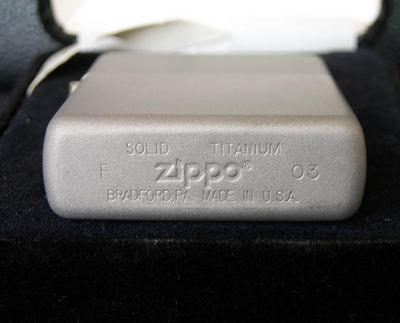 SOLID TITANIUM
F zippo® 03
BRADFORD,PA. MADE IN U.S.A.